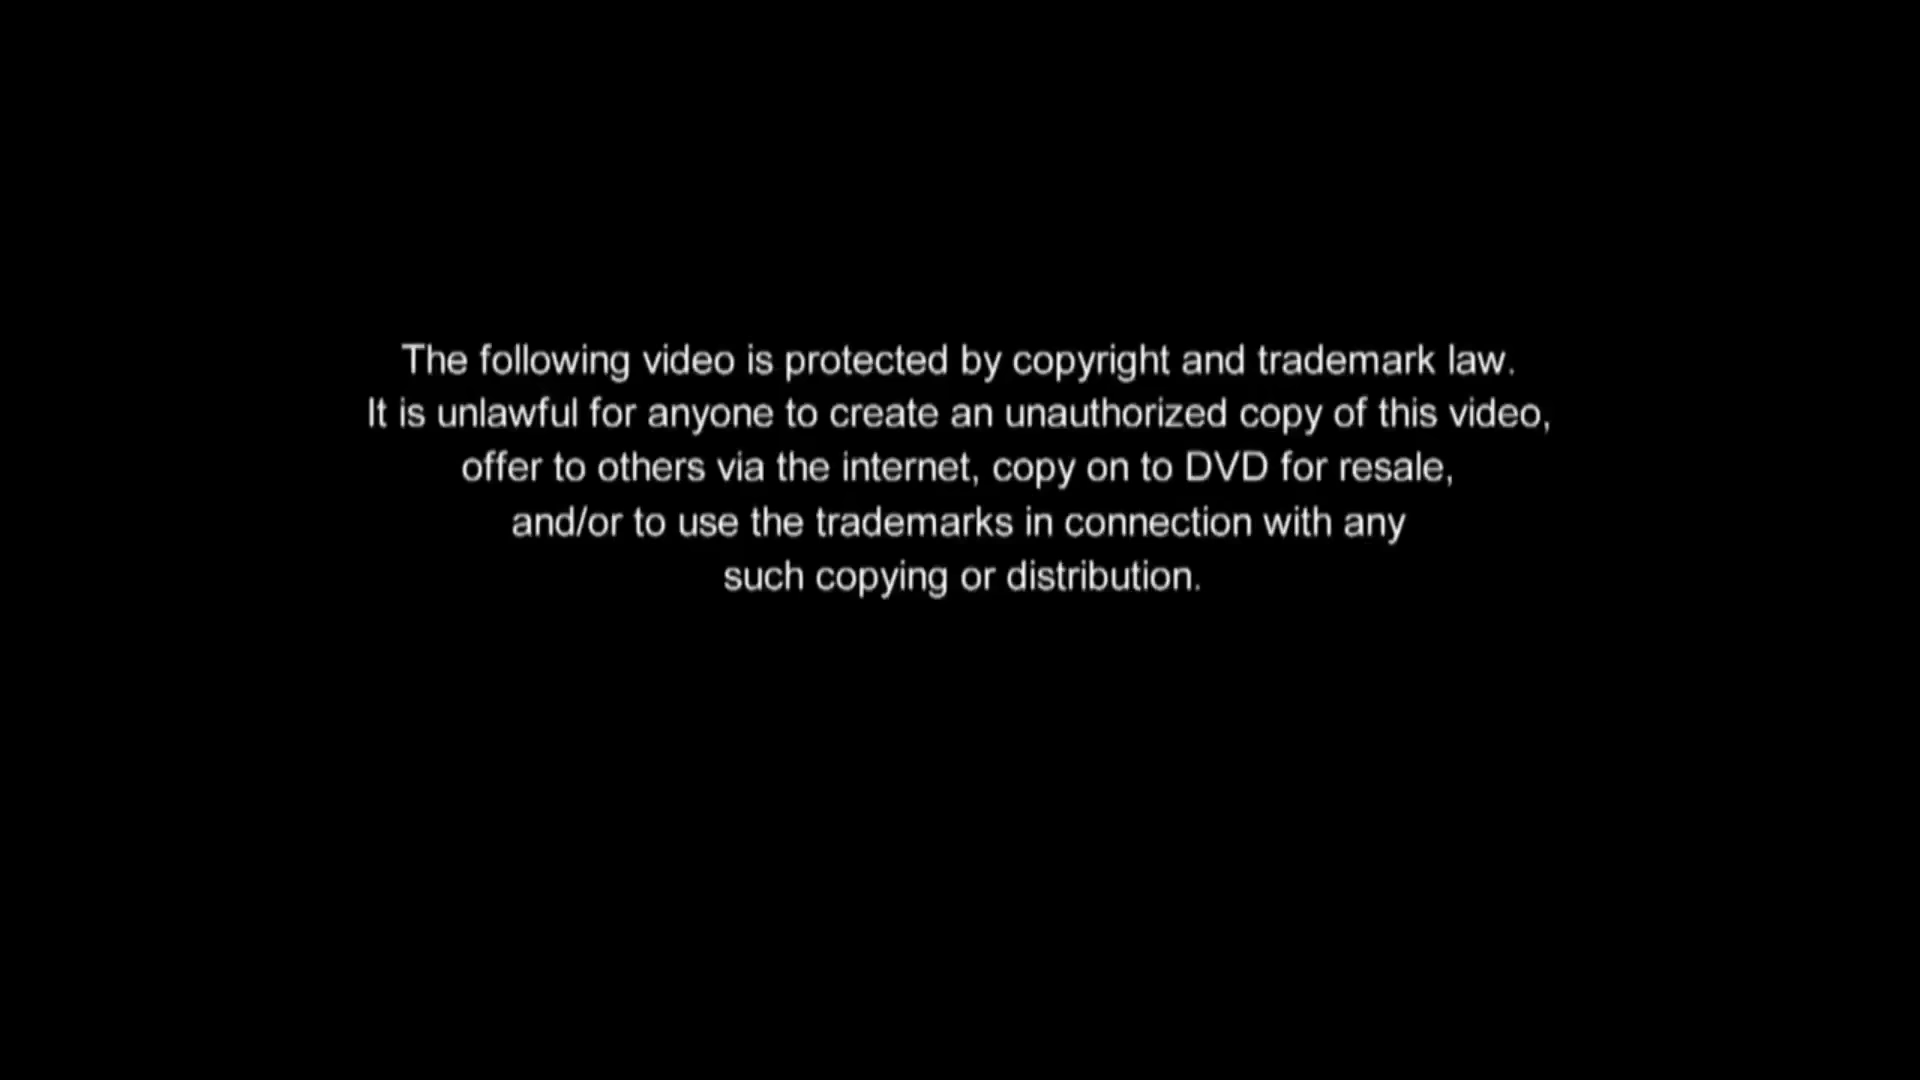 The following video is protected by copyright and trademark law.
It is unlawful for anyone to create an unauthorized copy of this video,
offer to others via the internet, copy on to DVD for resale,
and/or to use the trademarks in connection with any
such copying or distribution.